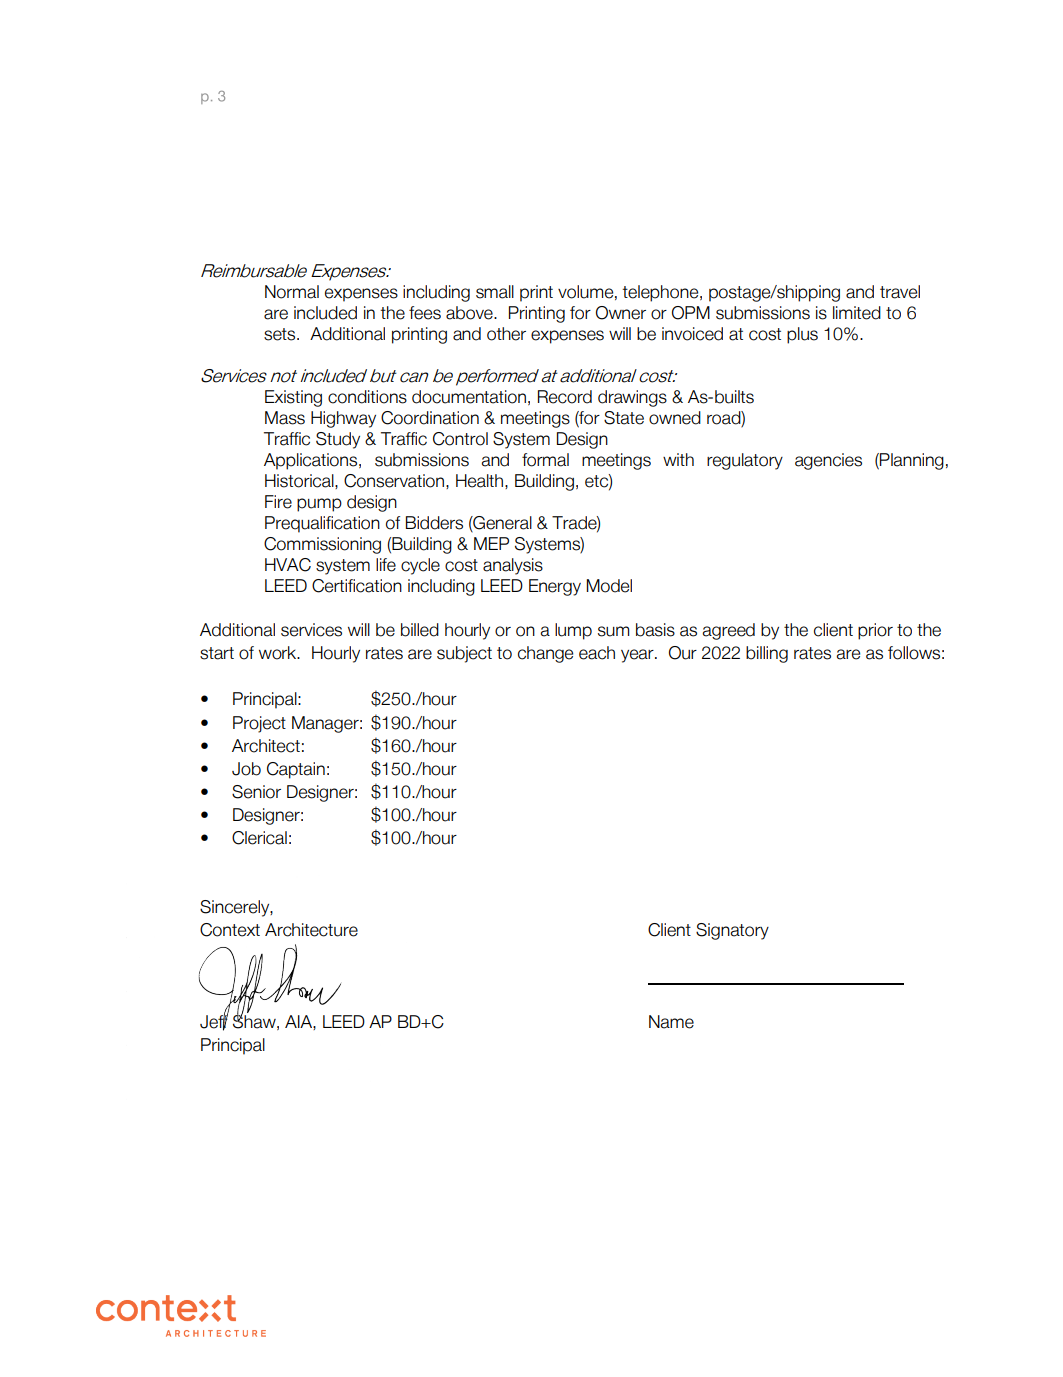 p. 3
Reimbursable Expenses:
Normal expenses including small print volume, telephone, postage/shipping and travel
are included in the fees above.  Printing for Owner or OPM submissions is limited to 6
sets.  Additional printing and other expenses will be invoiced at cost plus 10%.
Services not included but can be performed at additional cost:
Existing conditions documentation, Record drawings & As-builts
Mass Highway Coordination & meetings (for State owned road)
Traffic Study & Traffic Control System Design
Applications, submissions and formal meetings with regulatory agencies (Planning,
Historical, Conservation, Health, Building, etc)
Fire pump design
Prequalification of Bidders (General & Trade)
Commissioning (Building & MEP Systems)
HVAC system life cycle cost analysis
LEED Certification including LEED Energy Model
Additional services will be billed hourly or on a lump sum basis as agreed by the client prior to the
start of work.  Hourly rates are subject to change each year.  Our 2022 billing rates are as follows:
• Principal: $250./hour
• Project Manager: $190./hour
• Architect: $160./hour
• Job Captain: $150./hour
• Senior Designer: $110./hour
• Designer: $100./hour
• Clerical: $100./hour
Sincerely,
Context Architecture Client Signatory
Jeff Shaw
Jeff Shaw, AIA, LEED AP BD+C Name
Principal
context
ARCHITECTURE